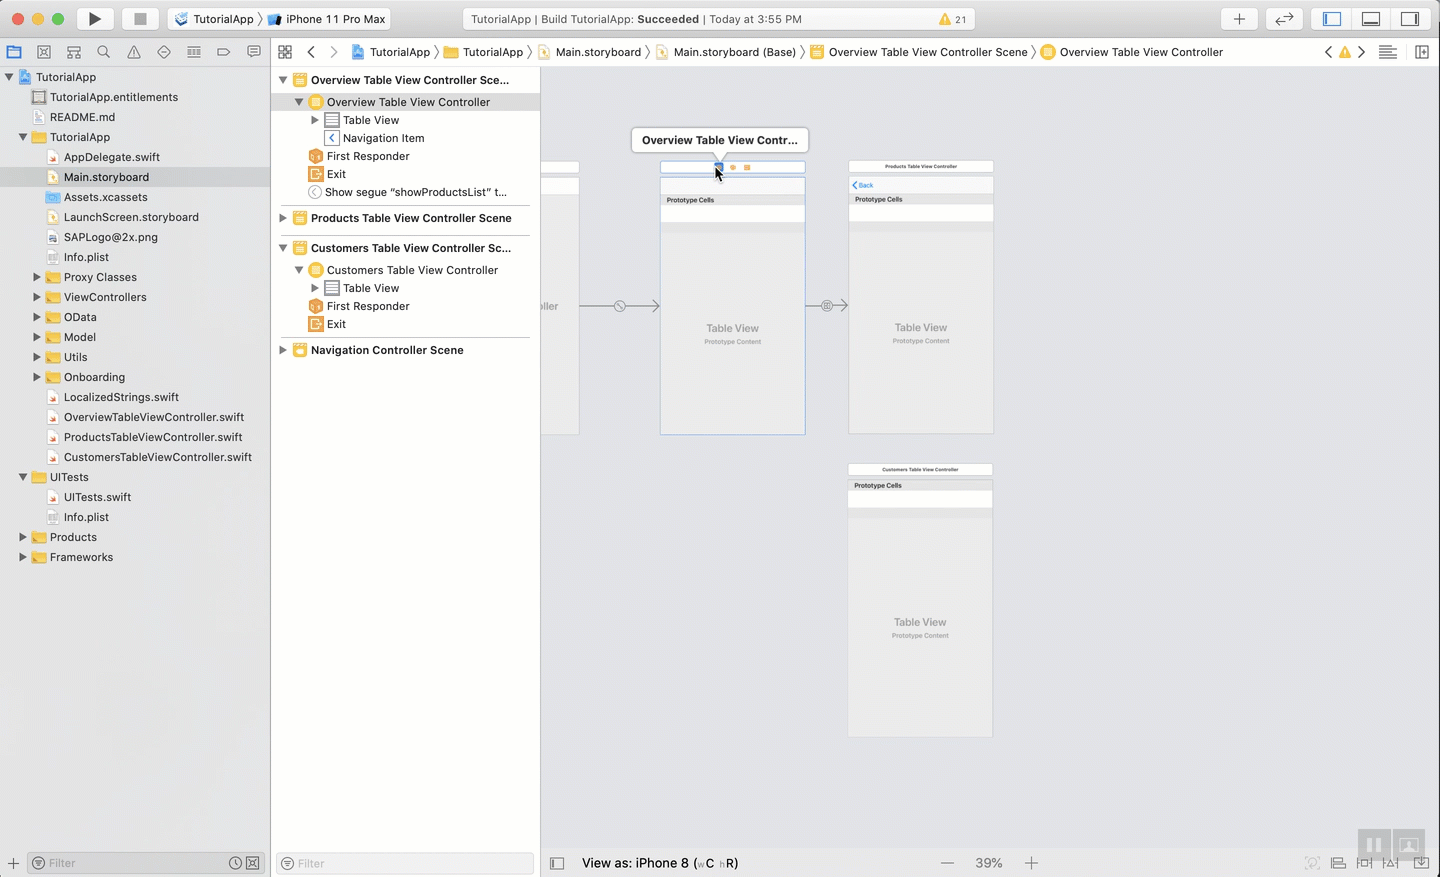 TutorialApp iPhone 11 Pro Max TutorialApp | Build TutorialApp: Succeeded | Today at 3:55 PM 21
TutorialApp TutorialApp Main.storyboard Main.storyboard (Base) Overview Table View Controller Scene Overview Table View Controller
TutorialApp
TutorialApp.entitlements
README.md
TutorialApp
AppDelegate.swift
Main.storyboard
Assets.xcassets
LaunchScreen.storyboard
SAPLogo@2x.png
Info.plist
Proxy Classes
ViewControllers
OData
Model
Utils
Onboarding
LocalizedStrings.swift
OverviewTableViewController.swift
ProductsTableViewController.swift
CustomersTableViewController.swift
UITests
UITests.swift
Info.plist
Products
Frameworks
Filter
Overview Table View Controller Sce...
Overview Table View Controller
Table View
Navigation Item
First Responder
Exit
Show segue “showProductsList” t...
Products Table View Controller Scene
Customers Table View Controller Sc...
Customers Table View Controller
Table View
First Responder
Exit
Navigation Controller Scene
Filter
oller
Overview Table View Contr...
Prototype Cells
Table View
Prototype Content
Products Table View Controller
Back
Prototype Cells
Table View
Prototype Content
Customers Table View Controller
Prototype Cells
Table View
Prototype Content
View as: iPhone 8 (wC hR)
39%